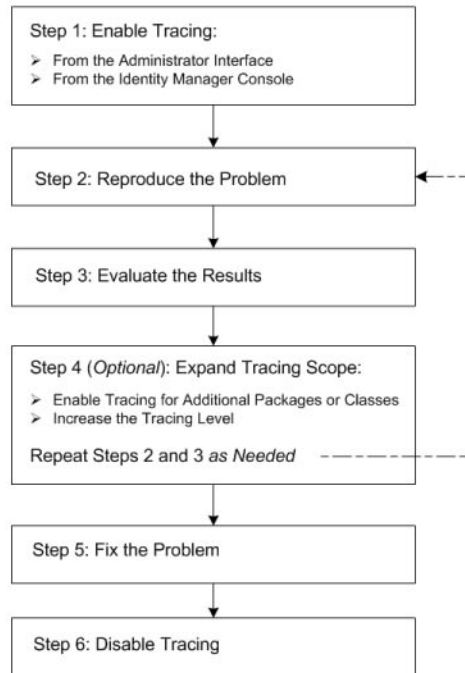 Step 1: Enable Tracing:
➢ From the Administrator Interface
➢ From the Identity Manager Console
Step 2: Reproduce the Problem
Step 3: Evaluate the Results
Step 4 (Optional): Expand Tracing Scope:
➢ Enable Tracing for Additional Packages or Classes
➢ Increase the Tracing Level
Repeat Steps 2 and 3 as Needed
Step 5: Fix the Problem
Step 6: Disable Tracing